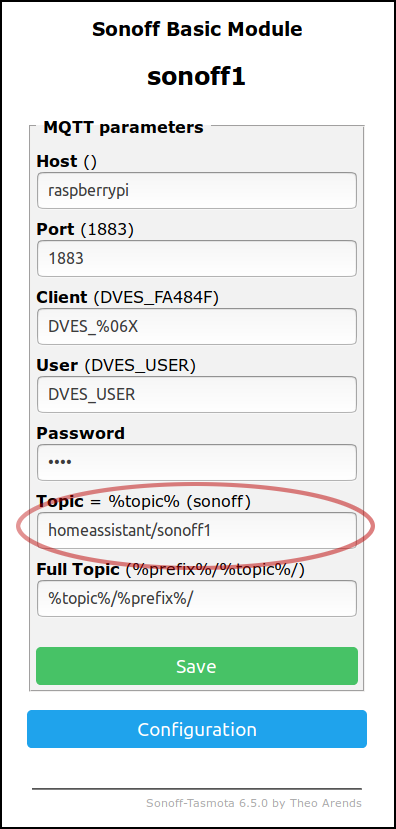 Sonoff Basic Module
sonoff1
MQTT parameters
Host ()
raspberrypi
Port (1883)
1883
Client (DVES_FA484F)
DVES_%06X
User (DVES_USER)
DVES_USER
Password
••••
Topic = %topic% (sonoff)
homeassistant/sonoff1
Full Topic (%prefix%/%topic%/)
%topic%/%prefix%/
Save
Configuration
Sonoff-Tasmota 6.5.0 by Theo Arends